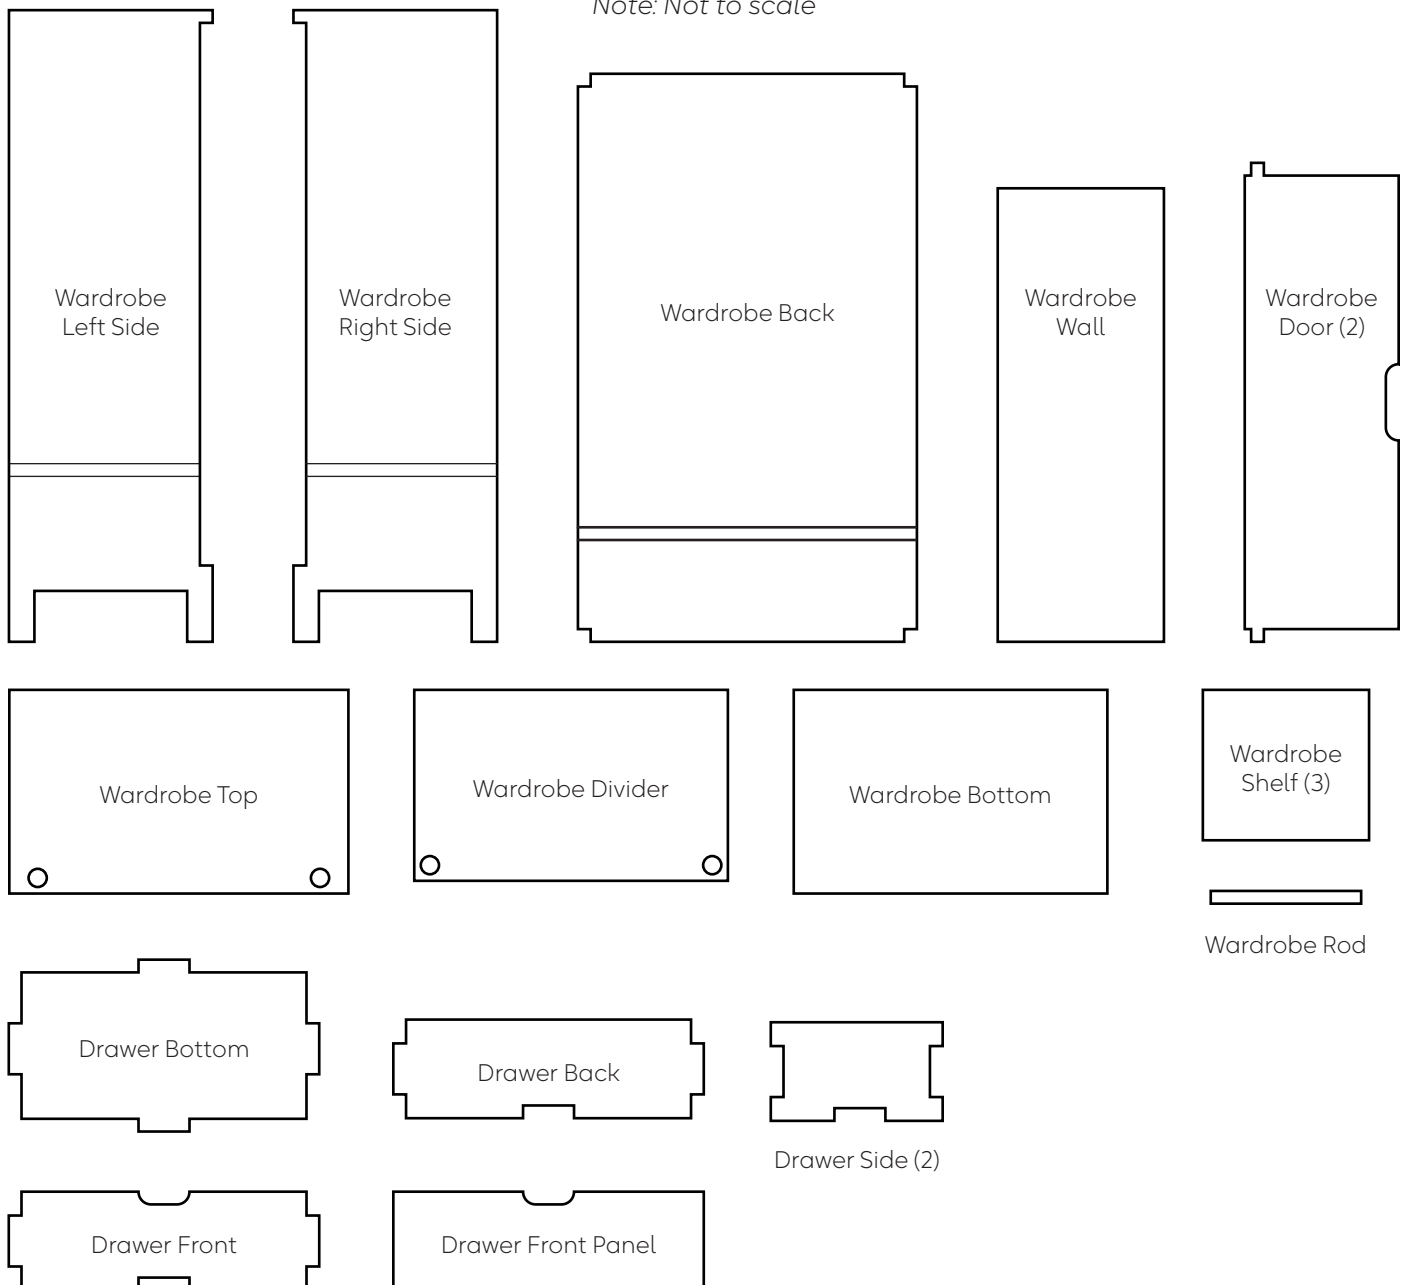 Note: Not to scale
Wardrobe
Left Side
Wardrobe
Right Side
Wardrobe Back
Wardrobe
Wall
Wardrobe
Door (2)
Wardrobe Top
Wardrobe Divider
Wardrobe Bottom
Wardrobe
Shelf (3)
Wardrobe Rod
Drawer Bottom
Drawer Back
Drawer Side (2)
Drawer Front
Drawer Front Panel